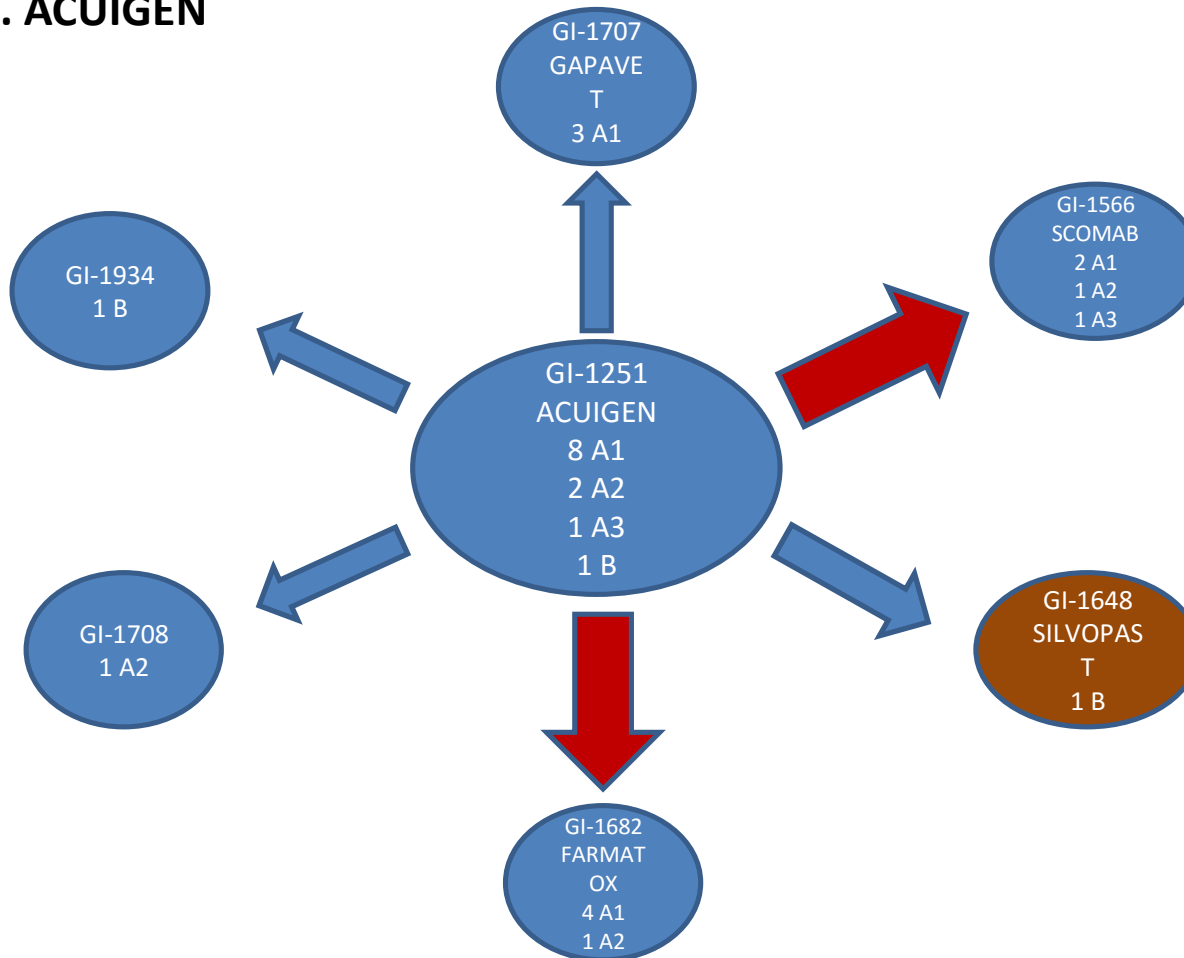 . ACUIGEN
GI-1707
GAPAVE
T
3 A1
GI-1566
SCOMAB
2 A1
1 A2
1 A3
GI-1934
1 B
GI-1251
ACUIGEN
8 A1
2 A2
1 A3
1 B
GI-1708
1 A2
GI-1648
SILVOPAS
T
1 B
GI-1682
FARMAT
OX
4 A1
1 A2